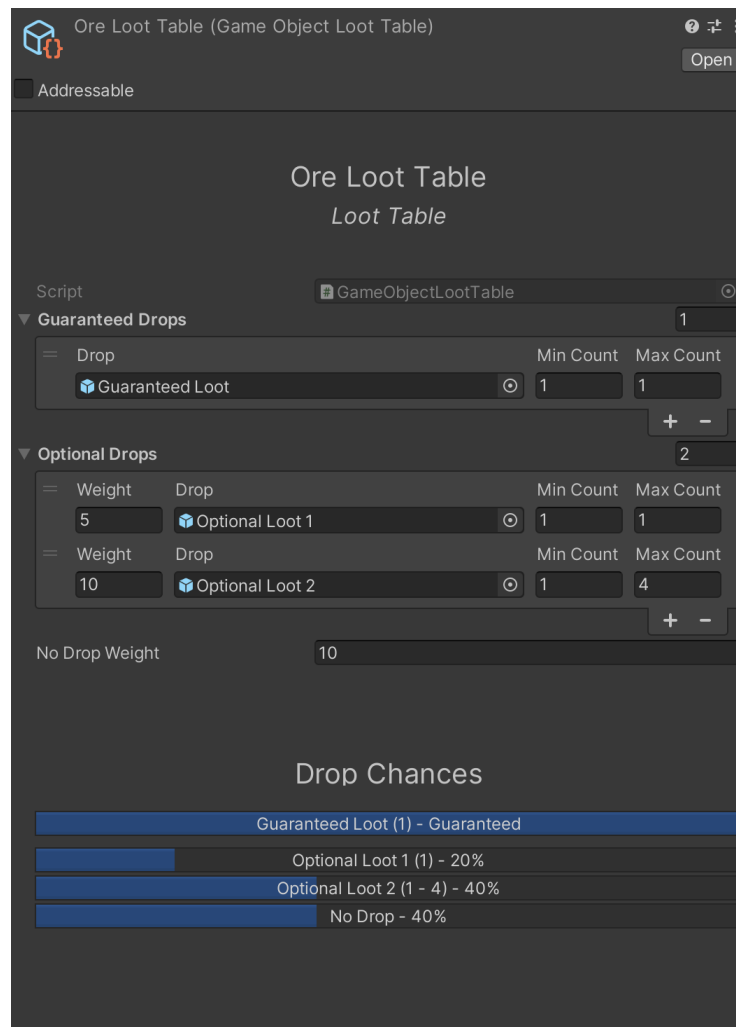 Ore Loot Table (Game Object Loot Table)
Open
Addressable
Ore Loot Table
Loot Table
Script GameObjectLootTable
Guaranteed Drops 1
Drop Min Count Max Count
Guaranteed Loot 1 1
+ -
Optional Drops 2
Weight Drop Min Count Max Count
5 Optional Loot 1 1 1
Weight Drop Min Count Max Count
10 Optional Loot 2 1 4
+ -
No Drop Weight 10
Drop Chances
Guaranteed Loot (1) - Guaranteed
Optional Loot 1 (1) - 20%
Optional Loot 2 (1 - 4) - 40%
No Drop - 40%